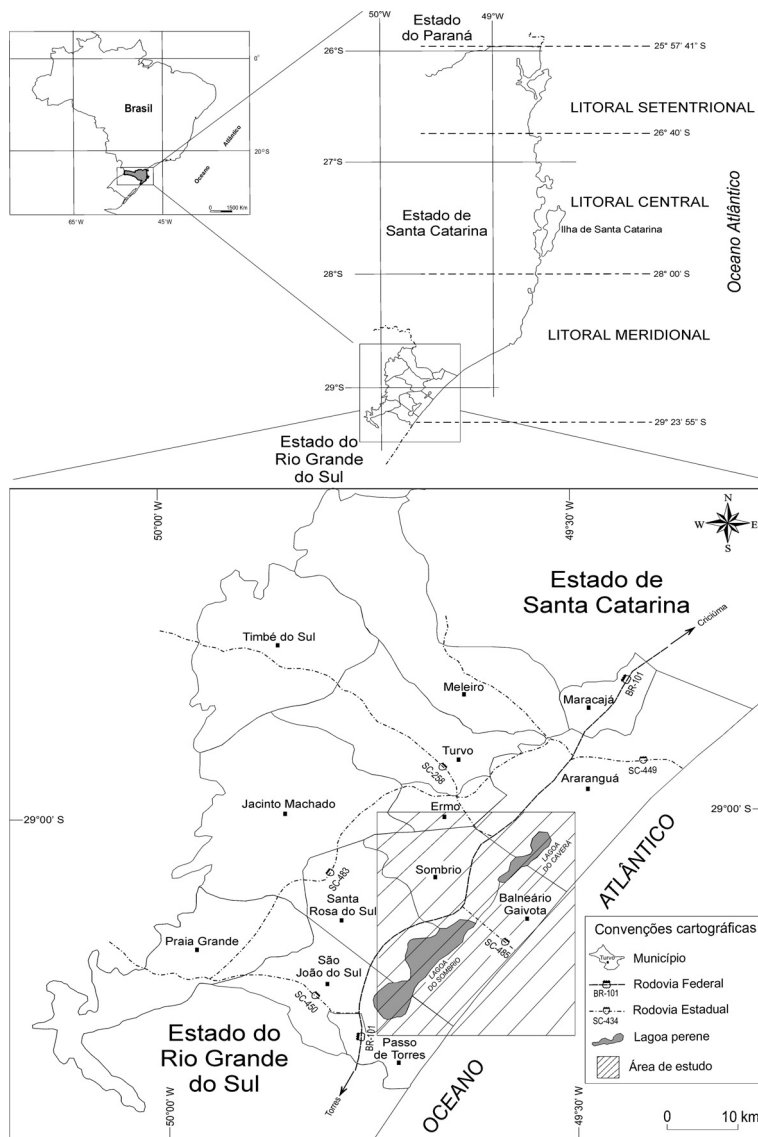 50°W
49°W
Estado
do Paraná
26°S
25° 57' 41" S
0°
Brasil
LITORAL SETENTRIONAL
26° 40' S
Atlântico
Oceano
20°S
27°S
65°W
45°W
0 1500 Km
Estado de
Santa Catarina
LITORAL CENTRAL
Ilha de Santa Catarina
Oceano Atlântico
28°S
28° 00' S
LITORAL MERIDIONAL
29°S
29° 23' 55" S
Estado do
Rio Grande
do Sul
50°00' W
49°30' W
N
W E
S
Estado de
Santa Catarina
Criciúma
Timbé do Sul
Meleiro
Maracajá
BR-101
Turvo
SC-258
SC-449
Araranguá
Jacinto Machado
Ermo
29°00' S
29°00' S
ATLÂNTICO
LAGOA
DO CAVERÁ
Sombrio
SC-483
Santa
Rosa do Sul
Balneário
Gaivota
SC-485
Praia Grande
LAGOA
DO SOMBRIO
São
João do Sul
SC-450
Estado do
Rio Grande
do Sul
BR-101
Passo
de Torres
Torres
OCEANO
Convenções cartográficas
Turvo
Município
Rodovia Federal
BR-101
Rodovia Estadual
SC-434
Lagoa perene
Área de estudo
50°00' W
49°30' W
0 10 km